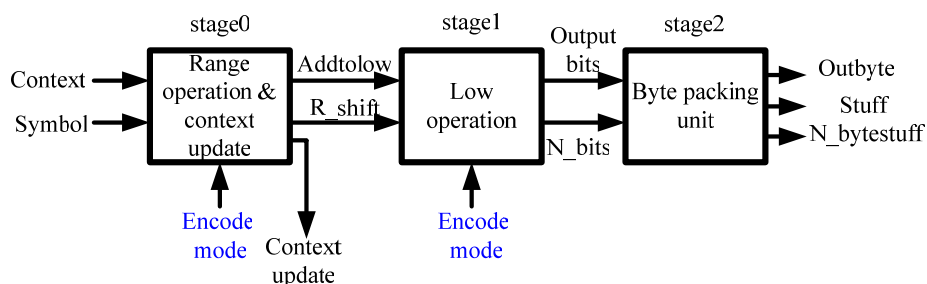 stage0
stage1
stage2
Context
Symbol
Range
operation &
context
update
Addtolow
R_shift
Low
operation
Output
bits
N_bits
Byte packing
unit
Outbyte
Stuff
N_bytestuff
Encode
mode
Context
update
Encode
mode